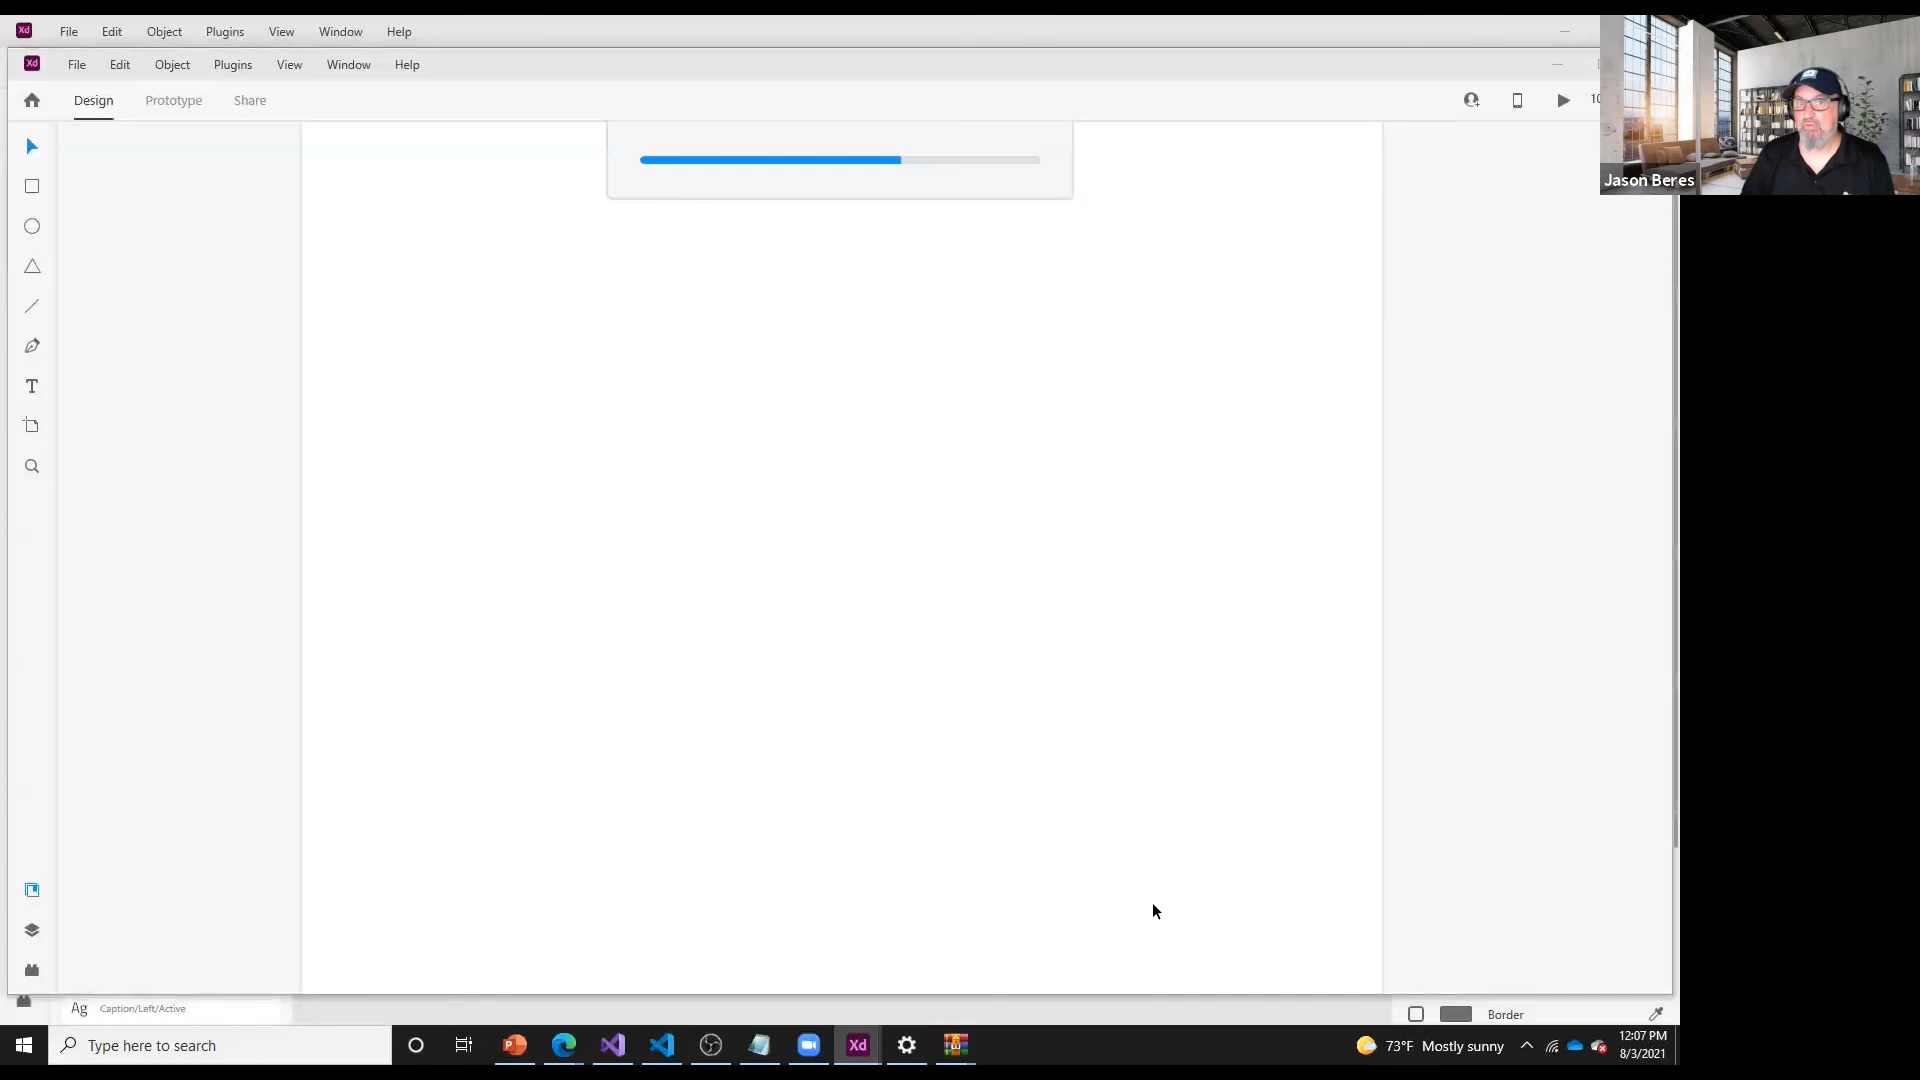 Xd File Edit Object Plugins View Window Help
Xd File Edit Object Plugins View Window Help
Design Prototype Share
10
Jason Beres
T
Ag Caption/Left/Active
Border
Type here to search
Xd
73°F Mostly sunny
12:07 PM
8/3/2021